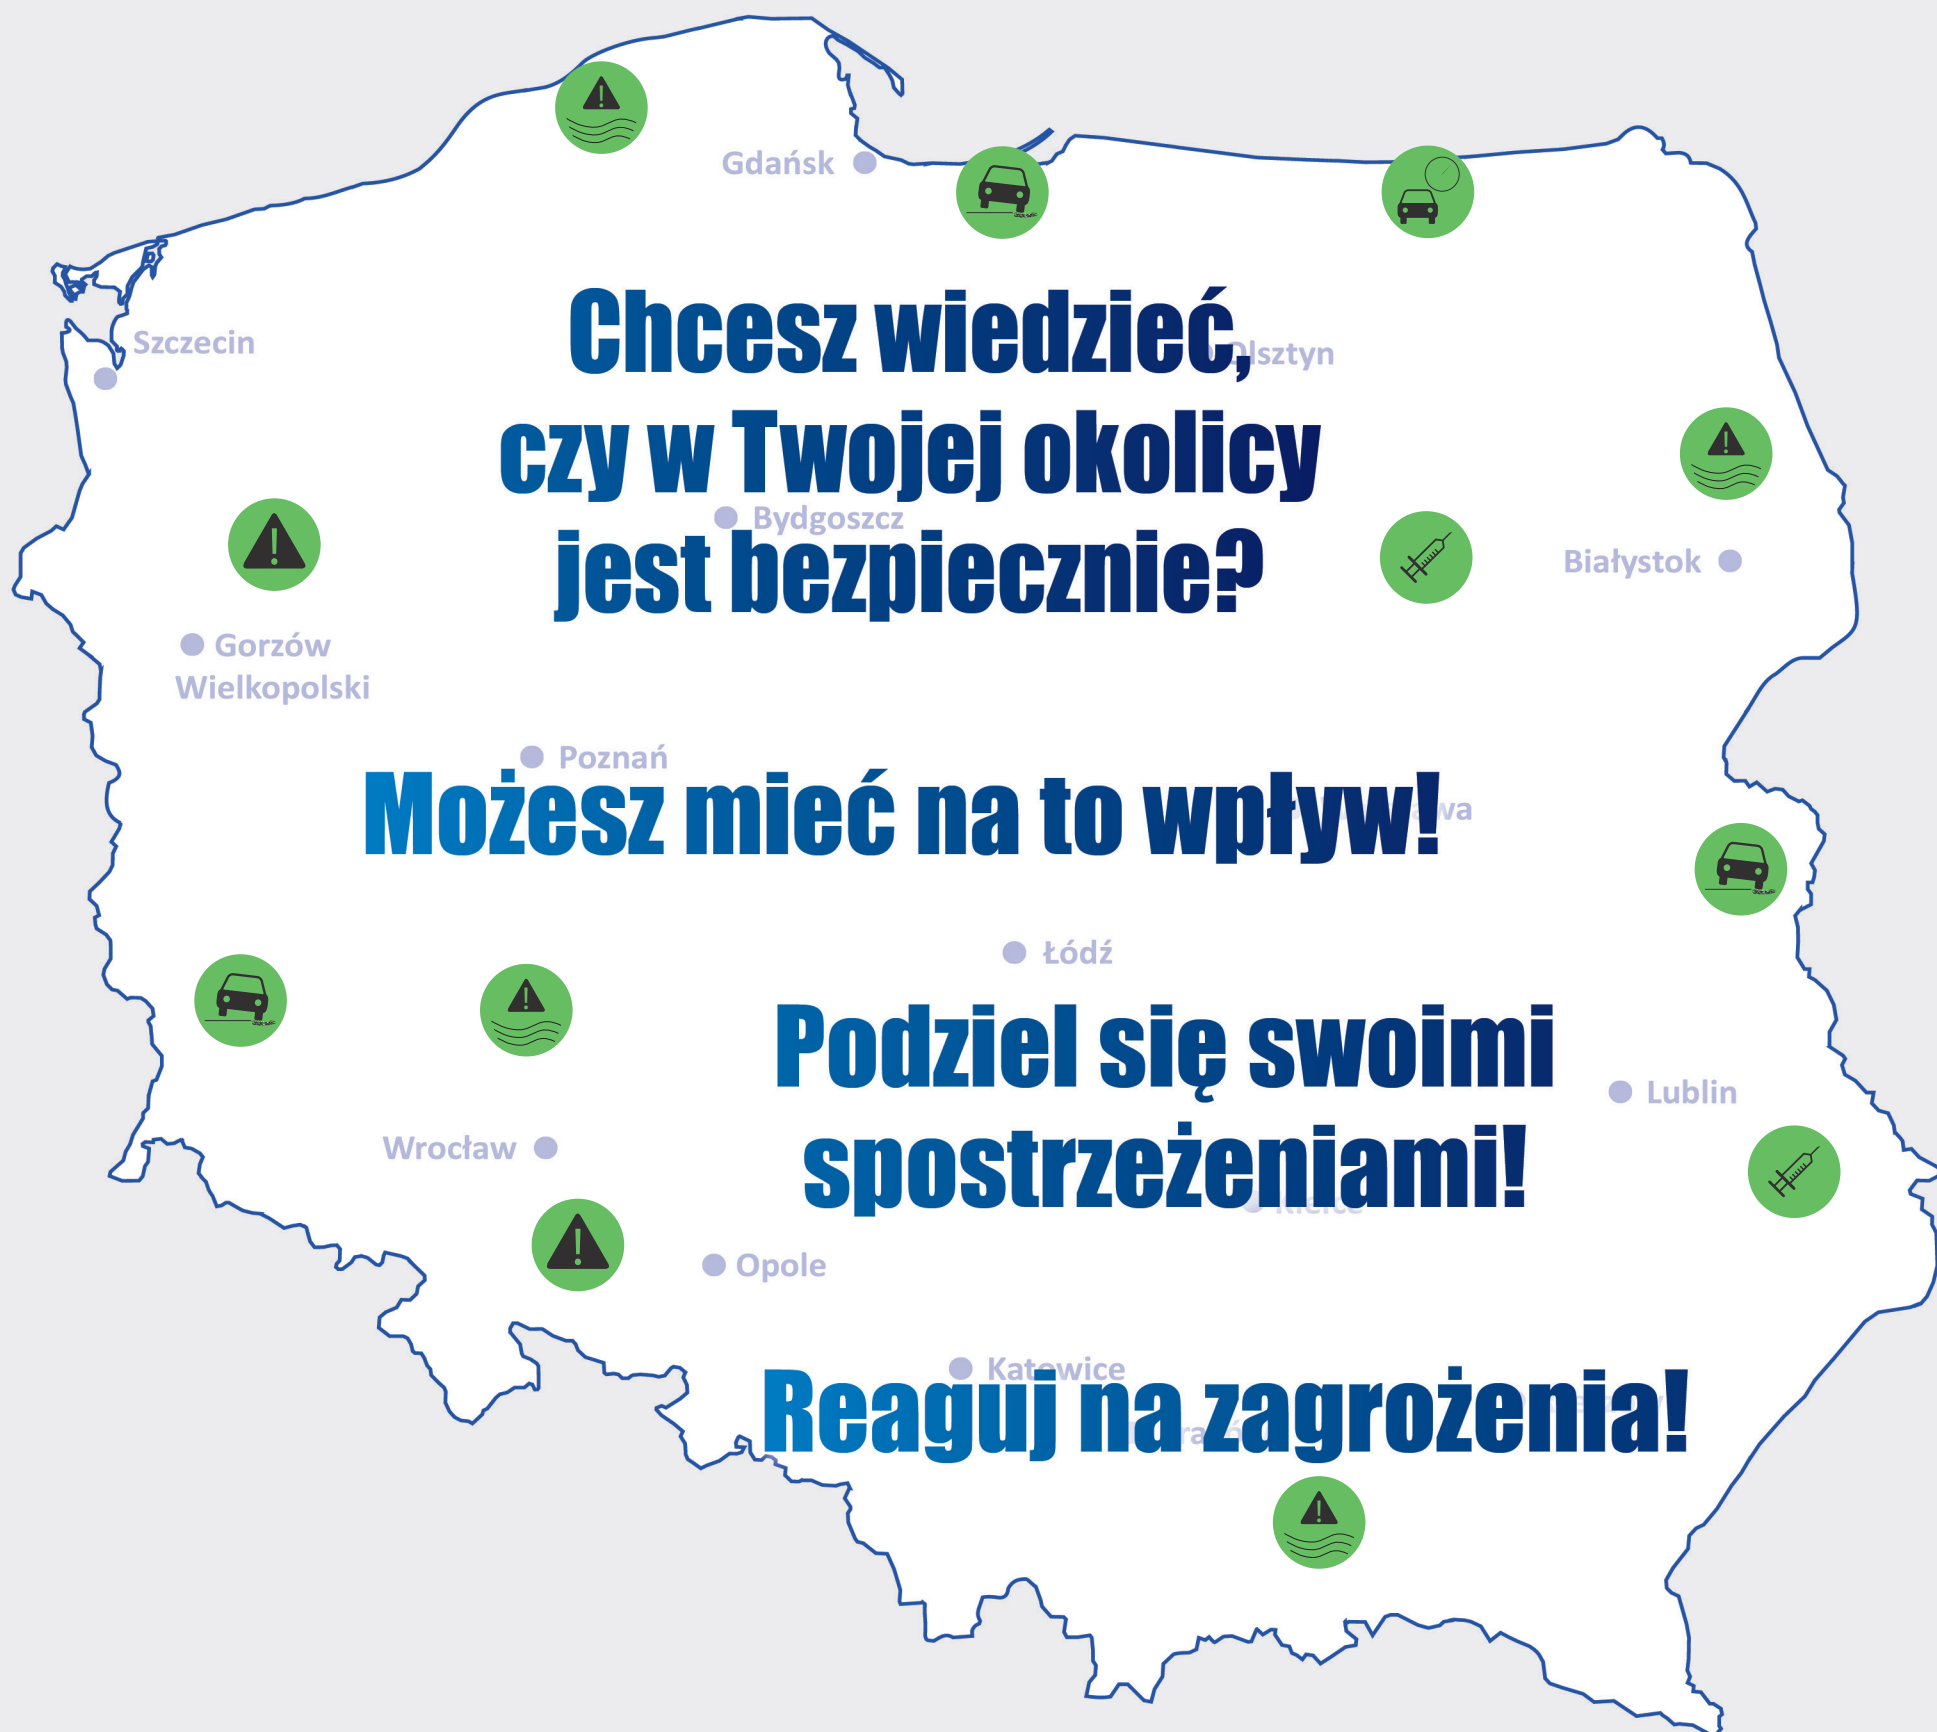 Gdańsk
Szczecin
Chcesz wiedzieć,
Olsztyn
czy w Twojej okolicy
Bydgoszcz
jest bezpiecznie?
Białystok
Gorzów
Wielkopolski
Poznań
Możesz mieć na to wpływ!
Łódź
Podziel się swoimi
Lublin
Wrocław
spostrzeżeniami!
Kielce
Opole
Katowice
Reaguj na zagrożenia!